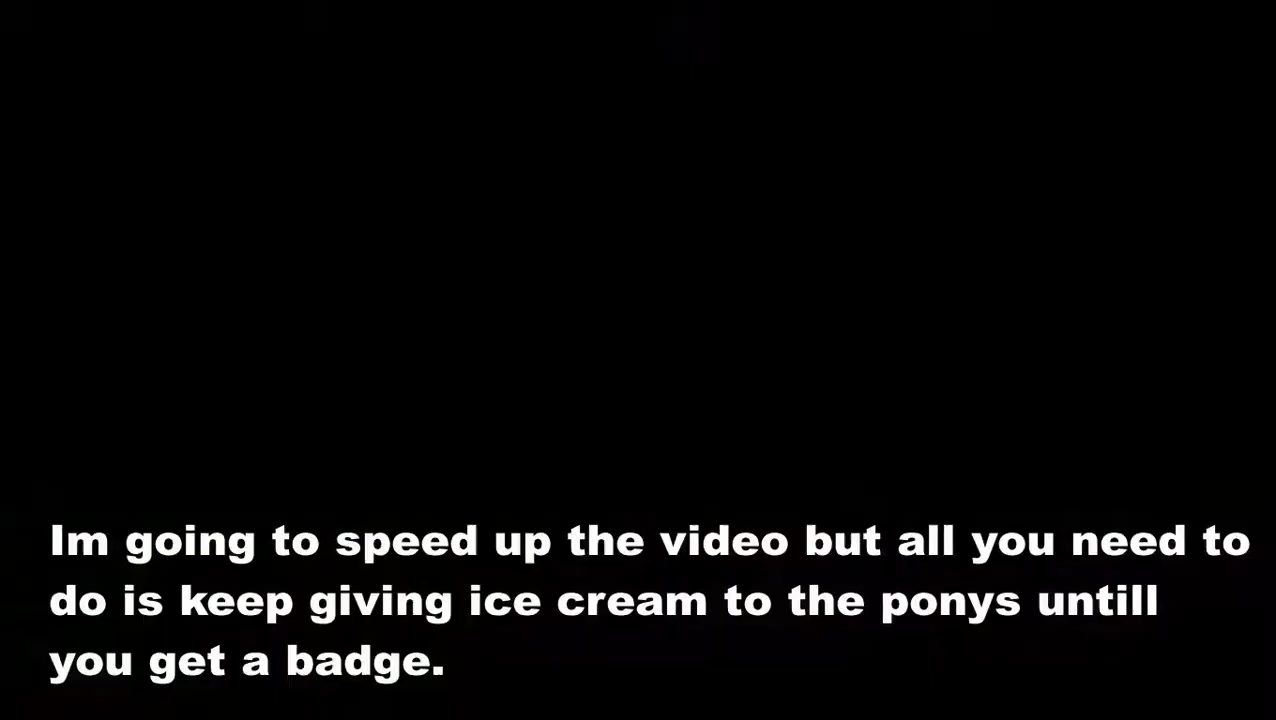 Im going to speed up the video but all you need to
do is keep giving ice cream to the ponys untill
you get a badge.